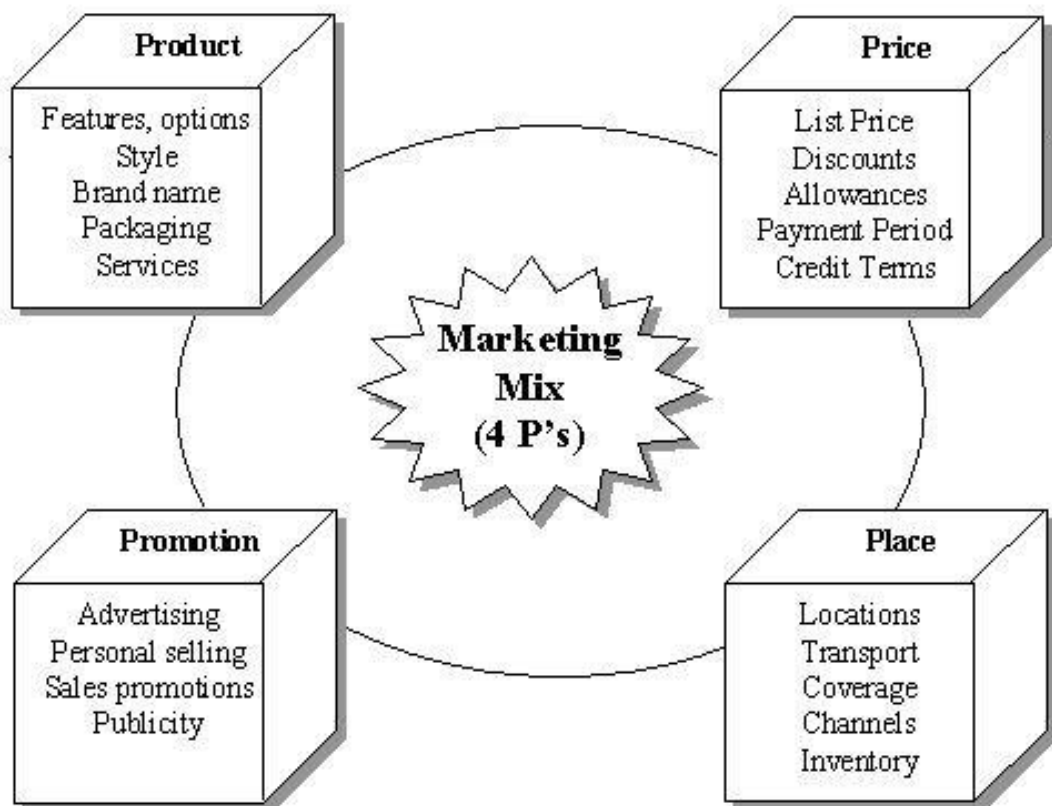 Product
Features, options
Style
Brand name
Packaging
Services
Price
List Price
Discounts
Allowances
Payment Period
Credit Terms
Marketing
Mix
(4 P's)
Promotion
Advertising
Personal selling
Sales promotions
Publicity
Place
Locations
Transport
Coverage
Channels
Inventory